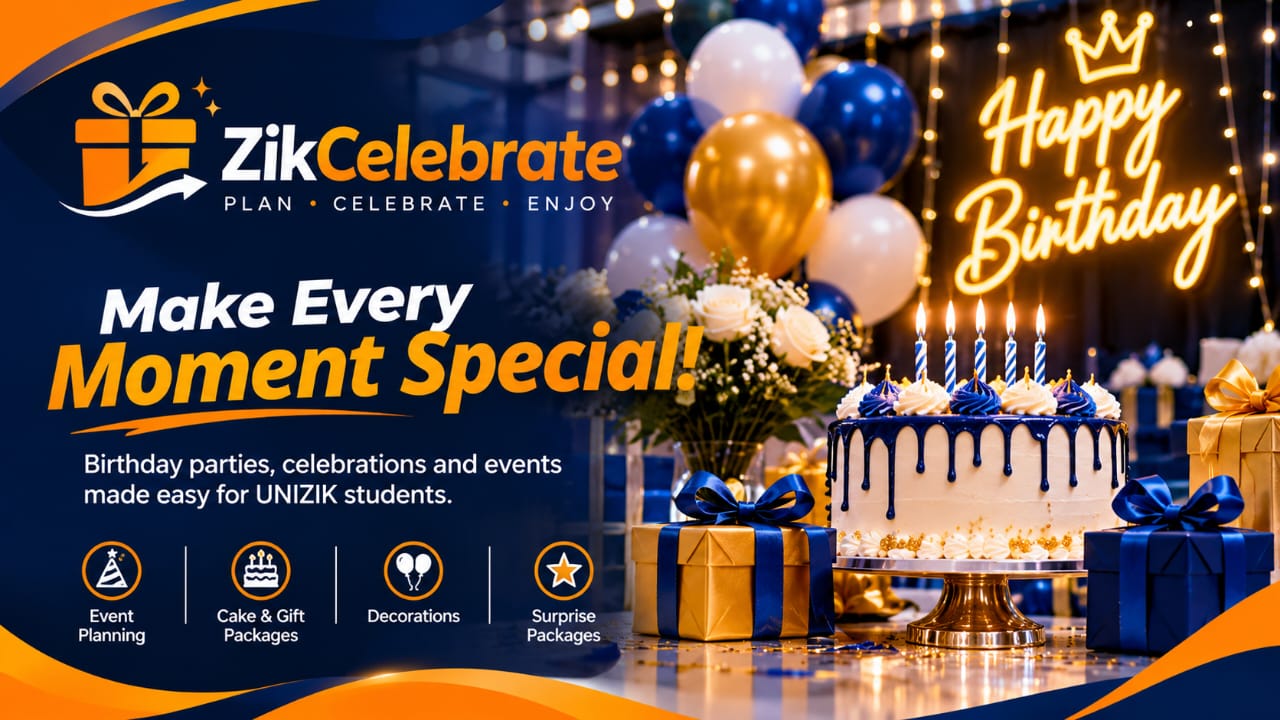 ZikCelebrate
PLAN • CELEBRATE • ENJOY
Make Every
Moment Special!
Birthday parties, celebrations and events
made easy for UNIZIK students.
Event
Planning
Cake & Gift
Packages
Decorations
Surprise
Packages
Happy
Birthday